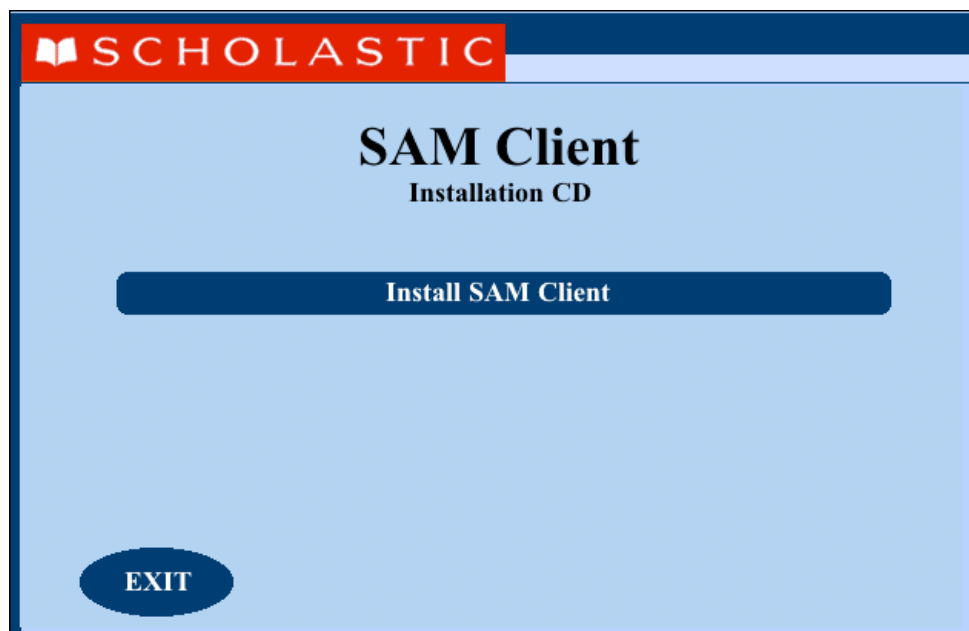 SCHOLASTIC
SAM Client
Installation CD
Install SAM Client
EXIT